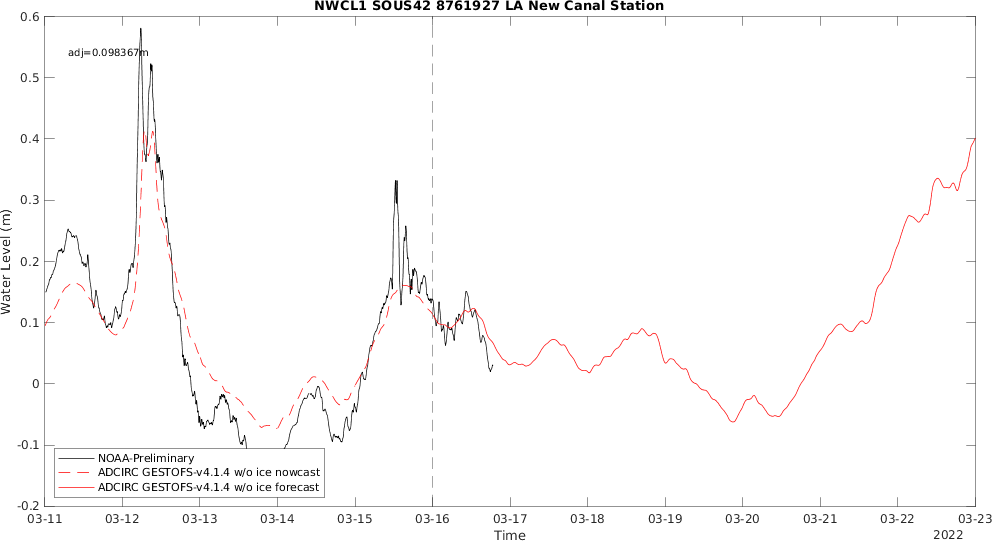 NWCL1 SOUS42 8761927 LA New Canal Station
adj=0.098367m
Water Level (m)
0.6
0.5
0.4
0.3
0.2
0.1
0
-0.1
-0.2
NOAA-Preliminary
ADCIRC GESTOFS-v4.1.4 w/o ice nowcast
ADCIRC GESTOFS-v4.1.4 w/o ice forecast
03-11 03-12 03-13 03-14 03-15 03-16 03-17 03-18 03-19 03-20 03-21 03-22 03-23
Time
2022